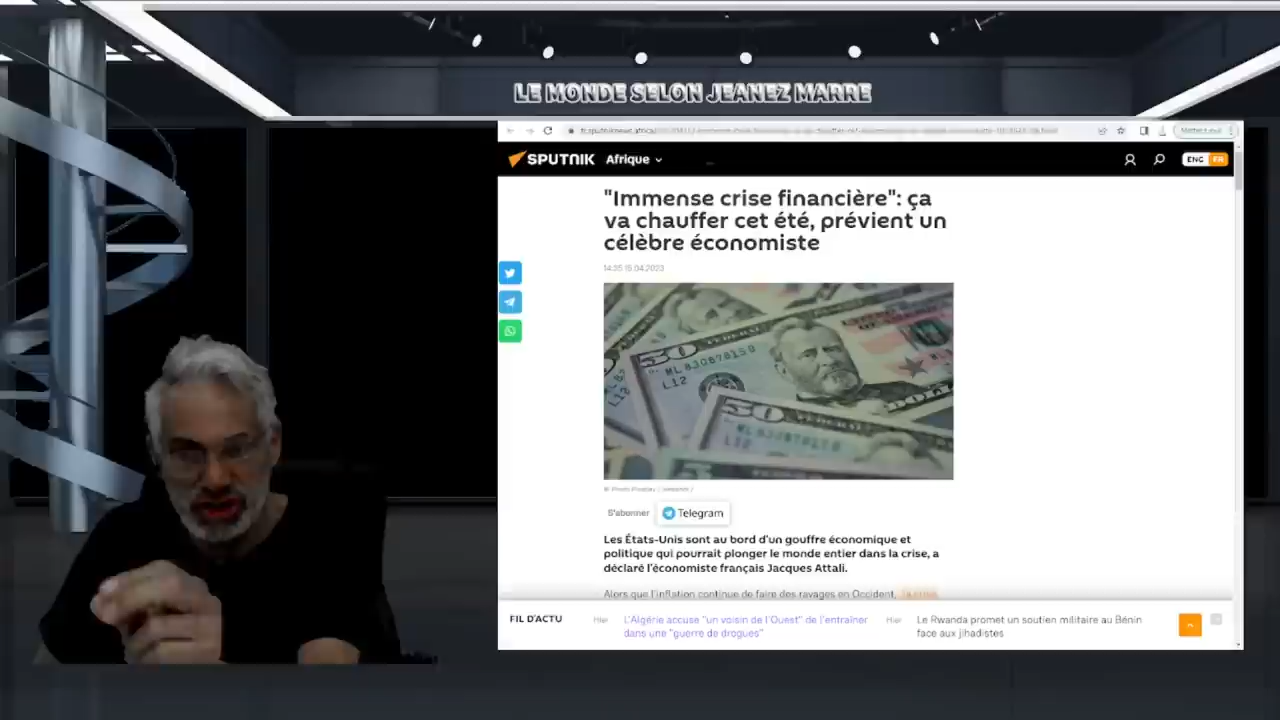 LE MONDE SELON JEANEZ MARRE
SPUTNIK Afrique
ENG FR
"Immense crise financière": ça
va chauffer cet été, prévient un
célèbre économiste
S'abonner Telegram
Les États-Unis sont au bord d'un gouffre économique et
politique qui pourrait plonger le monde entier dans la crise, a
déclaré l'économiste français Jacques Attali.
Alors que l'inflation continue de faire des ravages en Occident,
FIL D'ACTU
Hier
L'Algérie accuse "un voisin de l'Ouest" de l'entraîner
dans une "guerre de drogues"
Hier
Le Rwanda promet un soutien militaire au Bénin
face aux jihadistes